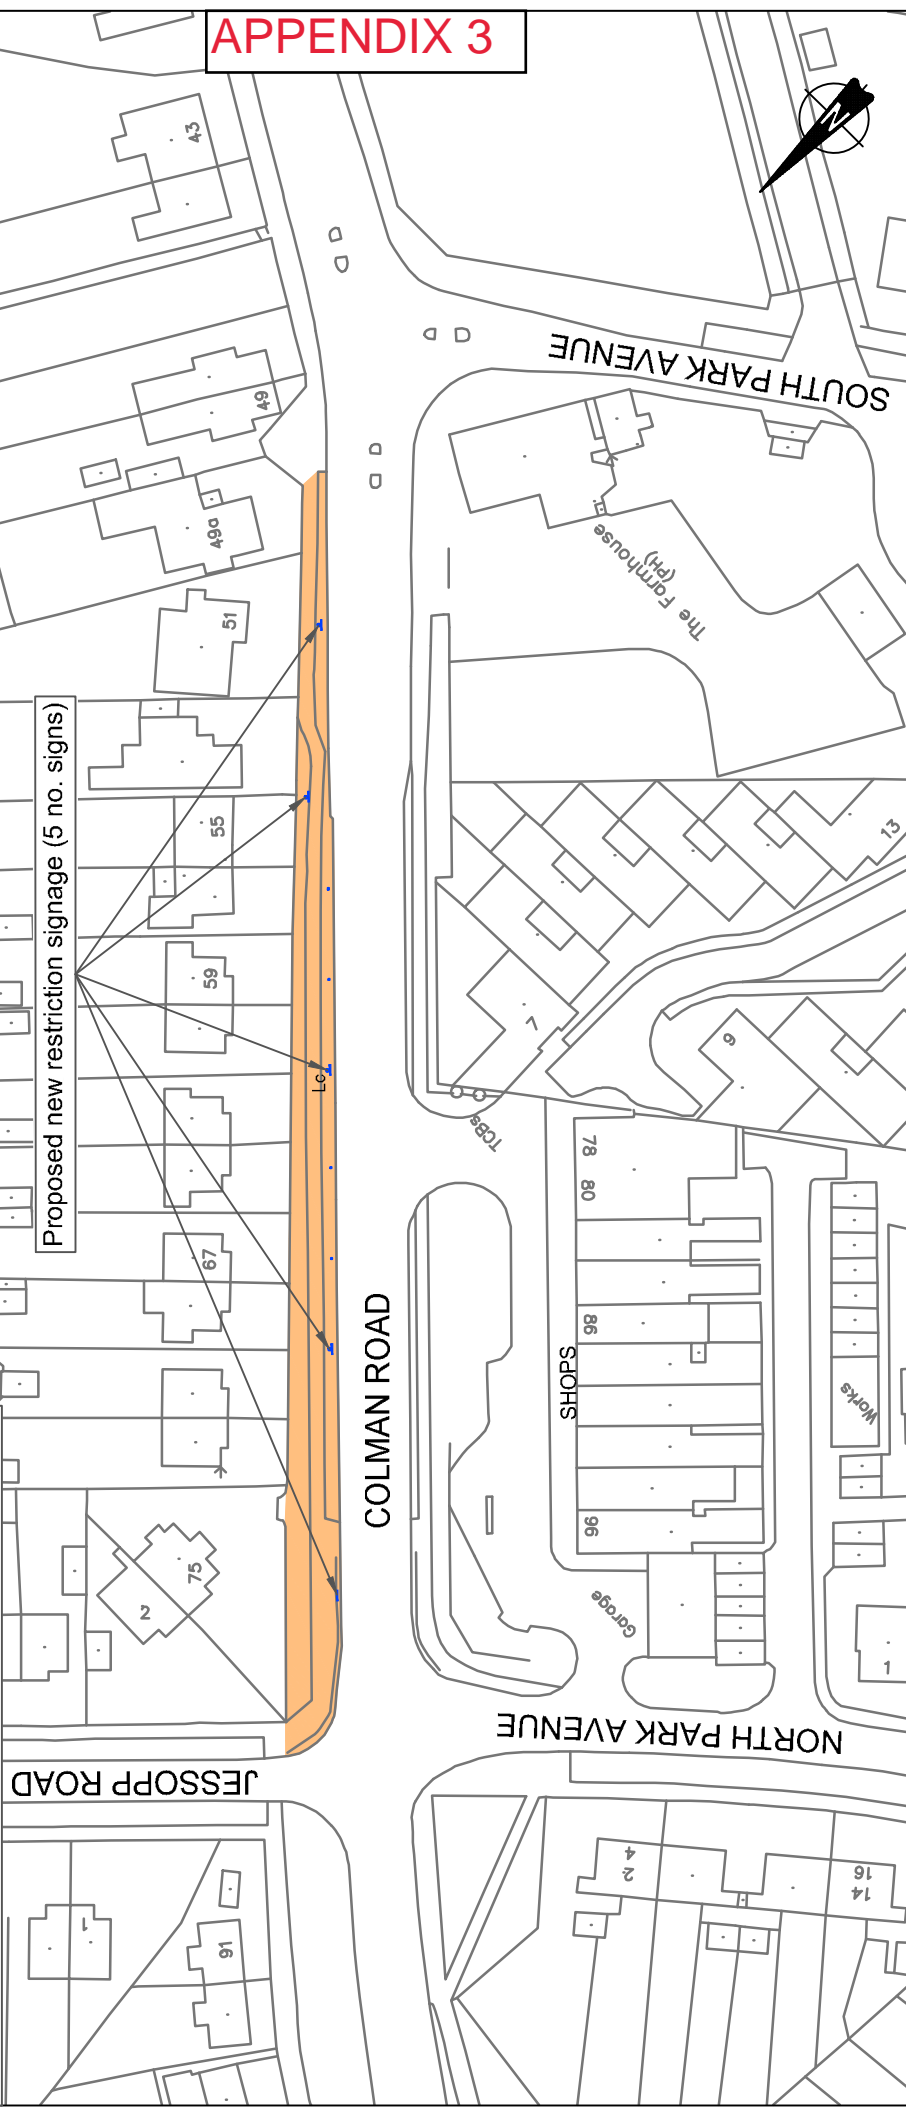 APPENDIX 3
43
N
SOUTH PARK AVENUE
49
49a
The Farmhouse
(PH)
51
Proposed new restriction signage (5 no. signs)
55
13
59
7
9
Lc
TCBs
78
80
67
86
COLMAN ROAD
SHOPS
Works
96
75
2
Garage
1
NORTH PARK AVENUE
JESSOPP ROAD
2-4
14
16
1
91